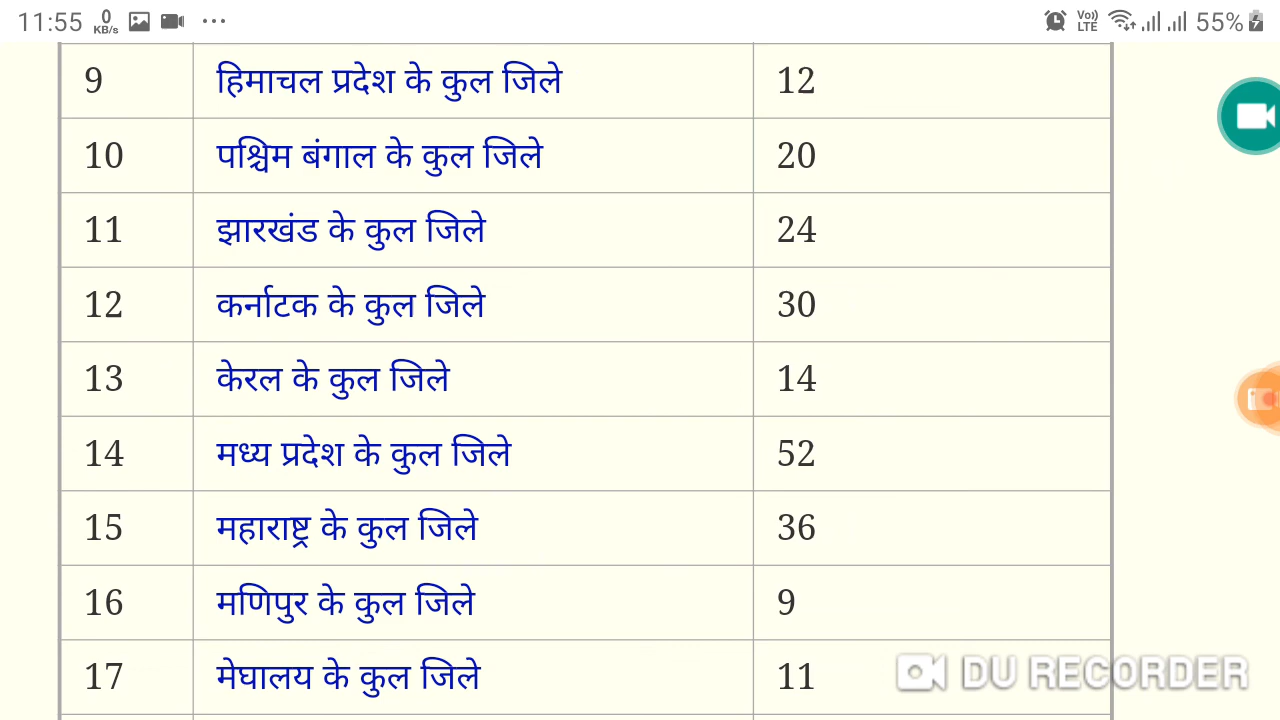 11:55 0 KB/s ... Vo)) LTE 55%
9 हिमाचल प्रदेश के कुल जिले 12
10 पश्चिम बंगाल के कुल जिले 20
11 झारखंड के कुल जिले 24
12 कर्नाटक के कुल जिले 30
13 केरल के कुल जिले 14
14 मध्य प्रदेश के कुल जिले 52
15 महाराष्ट्र के कुल जिले 36
16 मणिपुर के कुल जिले 9
17 मेघालय के कुल जिले 11
DU RECORDER